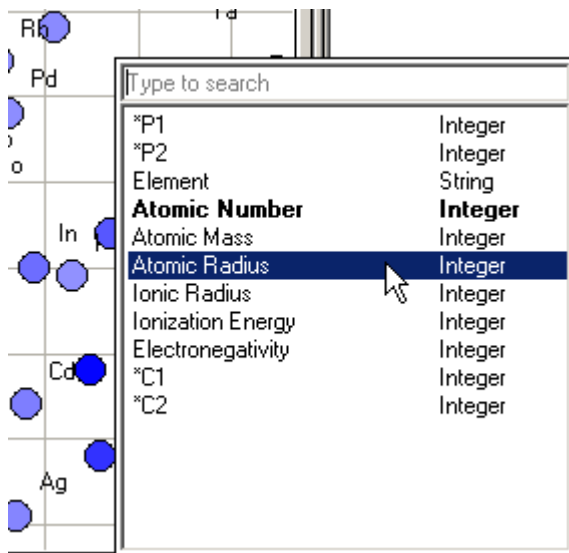 Rh
Pd
Type to search
*P1 Integer
*P2 Integer
Element String
Atomic Number Integer
In
Atomic Mass Integer
Atomic Radius Integer
Ionic Radius Integer
Ionization Energy Integer
Electronegativity Integer
Cd
*C1 Integer
*C2 Integer
Ag